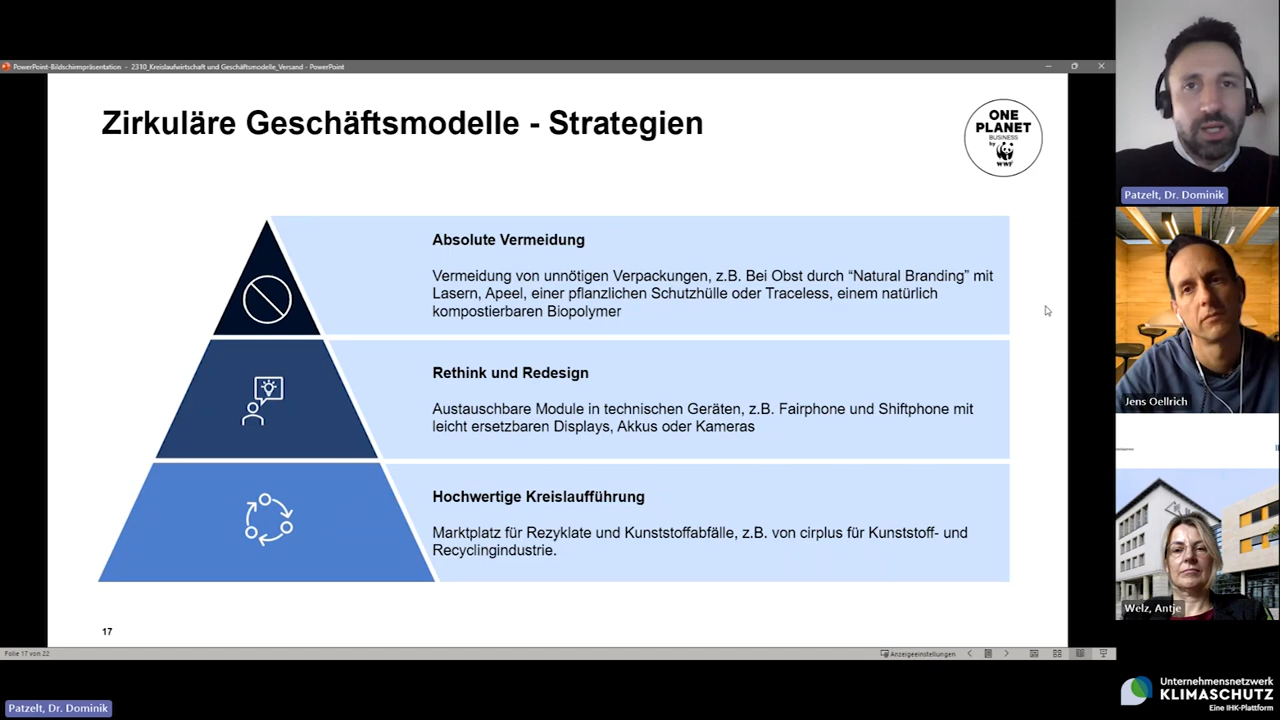 PowerPoint-Bildschirmpräsentation - 2310_Kreislaufwirtschaft und Geschäftsmodelle_Versand - PowerPoint
Zirkuläre Geschäftsmodelle - Strategien
ONE
PLANET
BUSINESS
by
WWF
Absolute Vermeidung
Vermeidung von unnötigen Verpackungen, z.B. Bei Obst durch “Natural Branding” mit
Lasern, Apeel, einer pflanzlichen Schutzhülle oder Traceless, einem natürlich
kompostierbaren Biopolymer
Rethink und Redesign
Austauschbare Module in technischen Geräten, z.B. Fairphone und Shiftphone mit
leicht ersetzbaren Displays, Akkus oder Kameras
Hochwertige Kreislaufführung
Marktplatz für Rezyklate und Kunststoffabfälle, z.B. von cirplus für Kunststoff- und
Recyclingindustrie.
17
Folie 17 von 22
Anzeigeeinstellungen
Patzelt, Dr. Dominik
Jens Oellrich
Welz, Antje
Patzelt, Dr. Dominik
Unternehmensnetzwerk
KLIMASCHUTZ
Eine IHK-Plattform